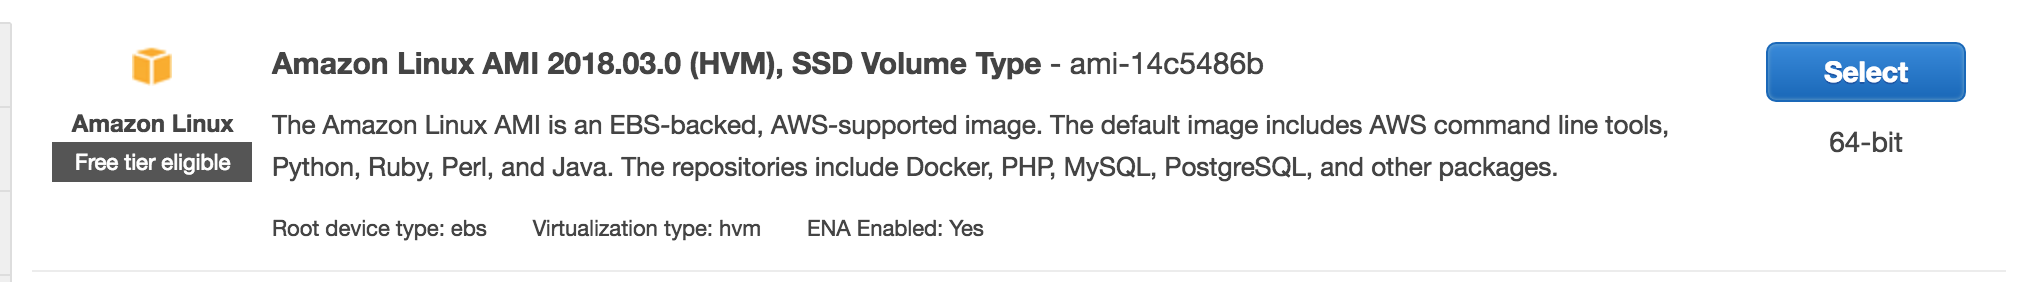 Amazon Linux AMI 2018.03.0 (HVM), SSD Volume Type - ami-14c5486b
Select
Amazon Linux
Free tier eligible
The Amazon Linux AMI is an EBS-backed, AWS-supported image. The default image includes AWS command line tools,
Python, Ruby, Perl, and Java. The repositories include Docker, PHP, MySQL, PostgreSQL, and other packages.
64-bit
Root device type: ebs Virtualization type: hvm ENA Enabled: Yes